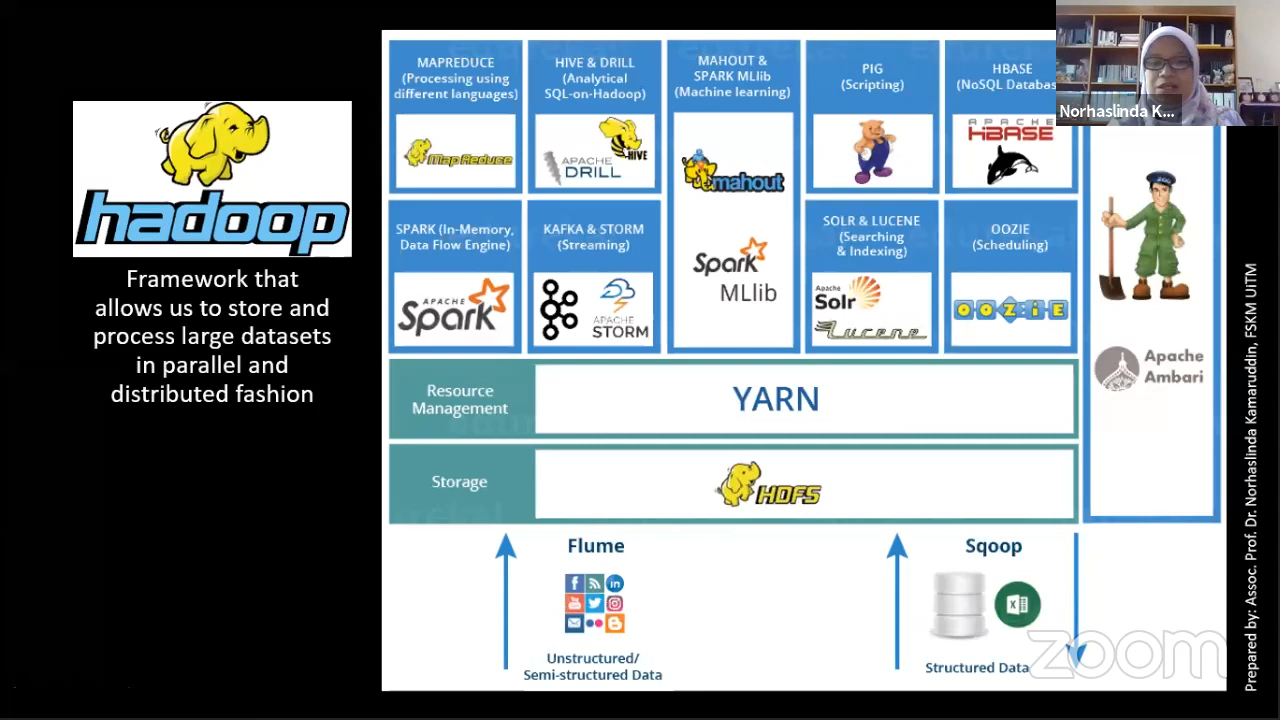 hadoop
Framework that
allows us to store and
process large datasets
in parallel and
distributed fashion
MAPREDUCE
(Processing using
different languages)
Map Reduce
HIVE & DRILL
(Analytical
SQL-on-Hadoop)
HIVE
APACHE
DRILL
MAHOUT &
SPARK MLlib
(Machine learning)
mahout
Spark
MLlib
PIG
(Scripting)
HBASE
(NoSQL Databas
APACHE
HBASE
SPARK (In-Memory,
Data Flow Engine)
APACHE
Spark
KAFKA & STORM
(Streaming)
APACHE
STORM
SOLR & LUCENE
(Searching
& Indexing)
Apache
Solr
Lucene
OOZIE
(Scheduling)
OOZIE
ZOO
Apache
Ambari
Resource
Management
YARN
Storage
HDFS
Flume
Unstructured/
Semi-structured Data
Sqoop
Structured Data
zoom
Norhaslinda K...
Prepared by: Assoc. Prof. Dr. Norhaslinda Kamaruddin, FSKM UiTM